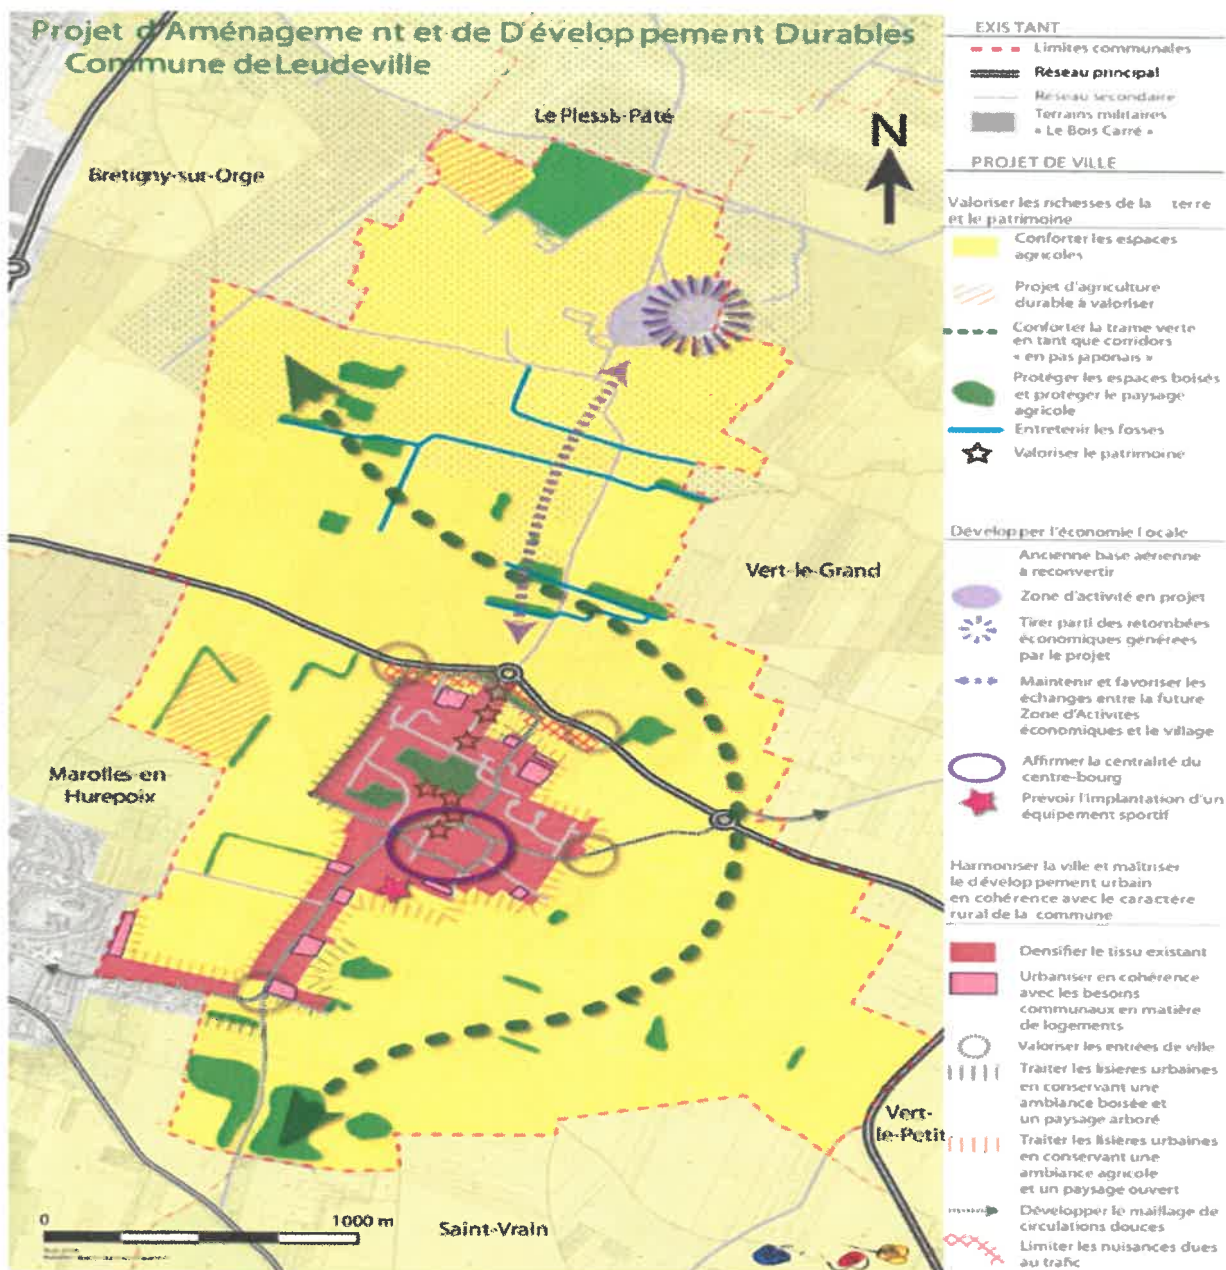 Projet d'Aménageme nt et de D évelop pement Durables
Commune de Leudeville
Le Plessis-Pâté
Bretigny-sur-Orge
N
Vert-le-Grand
Marolles-en
Hurepoix
Vert-
le-Petit
Saint-Vrain
0 1000 m
EXISTANT
Limites communales
Réseau principal
Réseau secondaire
Terrains militaires
« Le Bois Carré »
PROJET DE VILLE
Valoriser les richesses de la terre
et le patrimoine
Conforter les espaces
agricoles
Projet d'agriculture
durable à valoriser
Conforter la trame verte
en tant que corridors
« en pas japonais »
Protéger les espaces boisés
et protéger le paysage
agricole
Entretenir les fosses
Valoriser le patrimoine
Dévelop per l'économie locale
Ancienne base aérienne
à reconvertir
Zone d'activité en projet
Tirer parti des retombées
économiques générées
par le projet
Maintenir et favoriser les
échanges entre la future
Zone d'Activités
économiques et le village
Affirmer la centralité du
centre-bourg
Prévoir l'implantation d'un
équipement sportif
Harmoniser la ville et maîtriser
le dévelop pement urbain
en cohérence avec le caractère
rural de la commune
Densifier le tissu existant
Urbaniser en cohérence
avec les besoins
communaux en matière
de logements
Valoriser les entrées de ville
Traiter les lisières urbaines
en conservant une
ambiance boisée et
un paysage arboré
Traiter les lisières urbaines
en conservant une
ambiance agricole
et un paysage ouvert
Développer le maillage de
circulations douces
Limiter les nuisances dues
au trafic